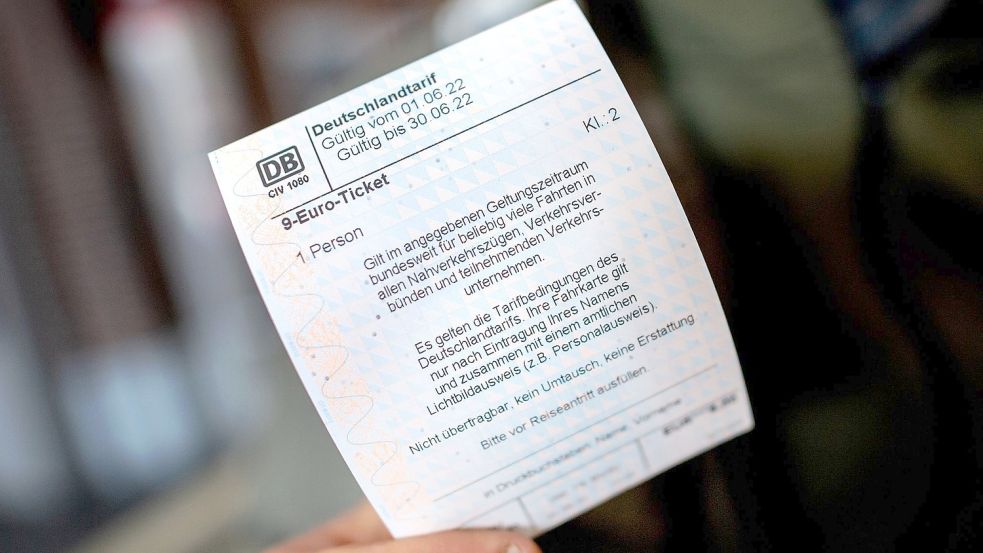 DB
CIV 1080
Deutschlandtarif
Gültig vom 01.06.22
Gültig bis 30.06.22
9-Euro-Ticket
Kl.: 2
1 Person
Gilt im angegebenen Geltungszeitraum
bundesweit für beliebig viele Fahrten in
allen Nahverkehrszügen, Verkehrsver-
bünden und teilnehmenden Verkehrs-
unternehmen.
Es gelten die Tarifbedingungen des
Deutschlandtarifs. Ihre Fahrkarte gilt
nur nach Eintragung Ihres Namens
und zusammen mit einem amtlichen
Lichtbildausweis (z.B. Personalausweis).
Nicht übertragbar, kein Umtausch, keine Erstattung
Bitte vor Reiseantritt ausfüllen.
in Druckbuchstaben: Name, Vorname
EUR